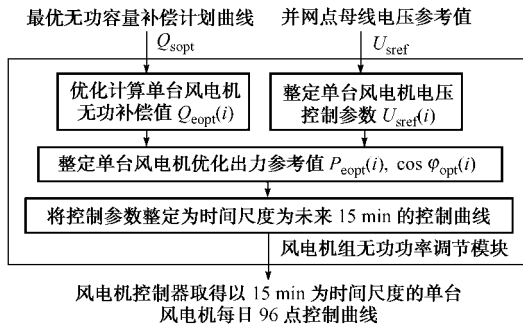 最优无功容量补偿计划曲线
并网点母线电压参考值
Qsopt
Usref
优化计算单台风电机
无功补偿值 Qeopt(i)
整定单台风电机电压
控制参数 Usref(i)
整定单台风电机优化出力参考值 Peopt(i), cos φopt(i)
将控制参数整定为时间尺度为未来 15 min 的控制曲线
风电机组无功功率调节模块
风电机控制器取得以 15 min 为时间尺度的单台
风电机每日 96 点控制曲线